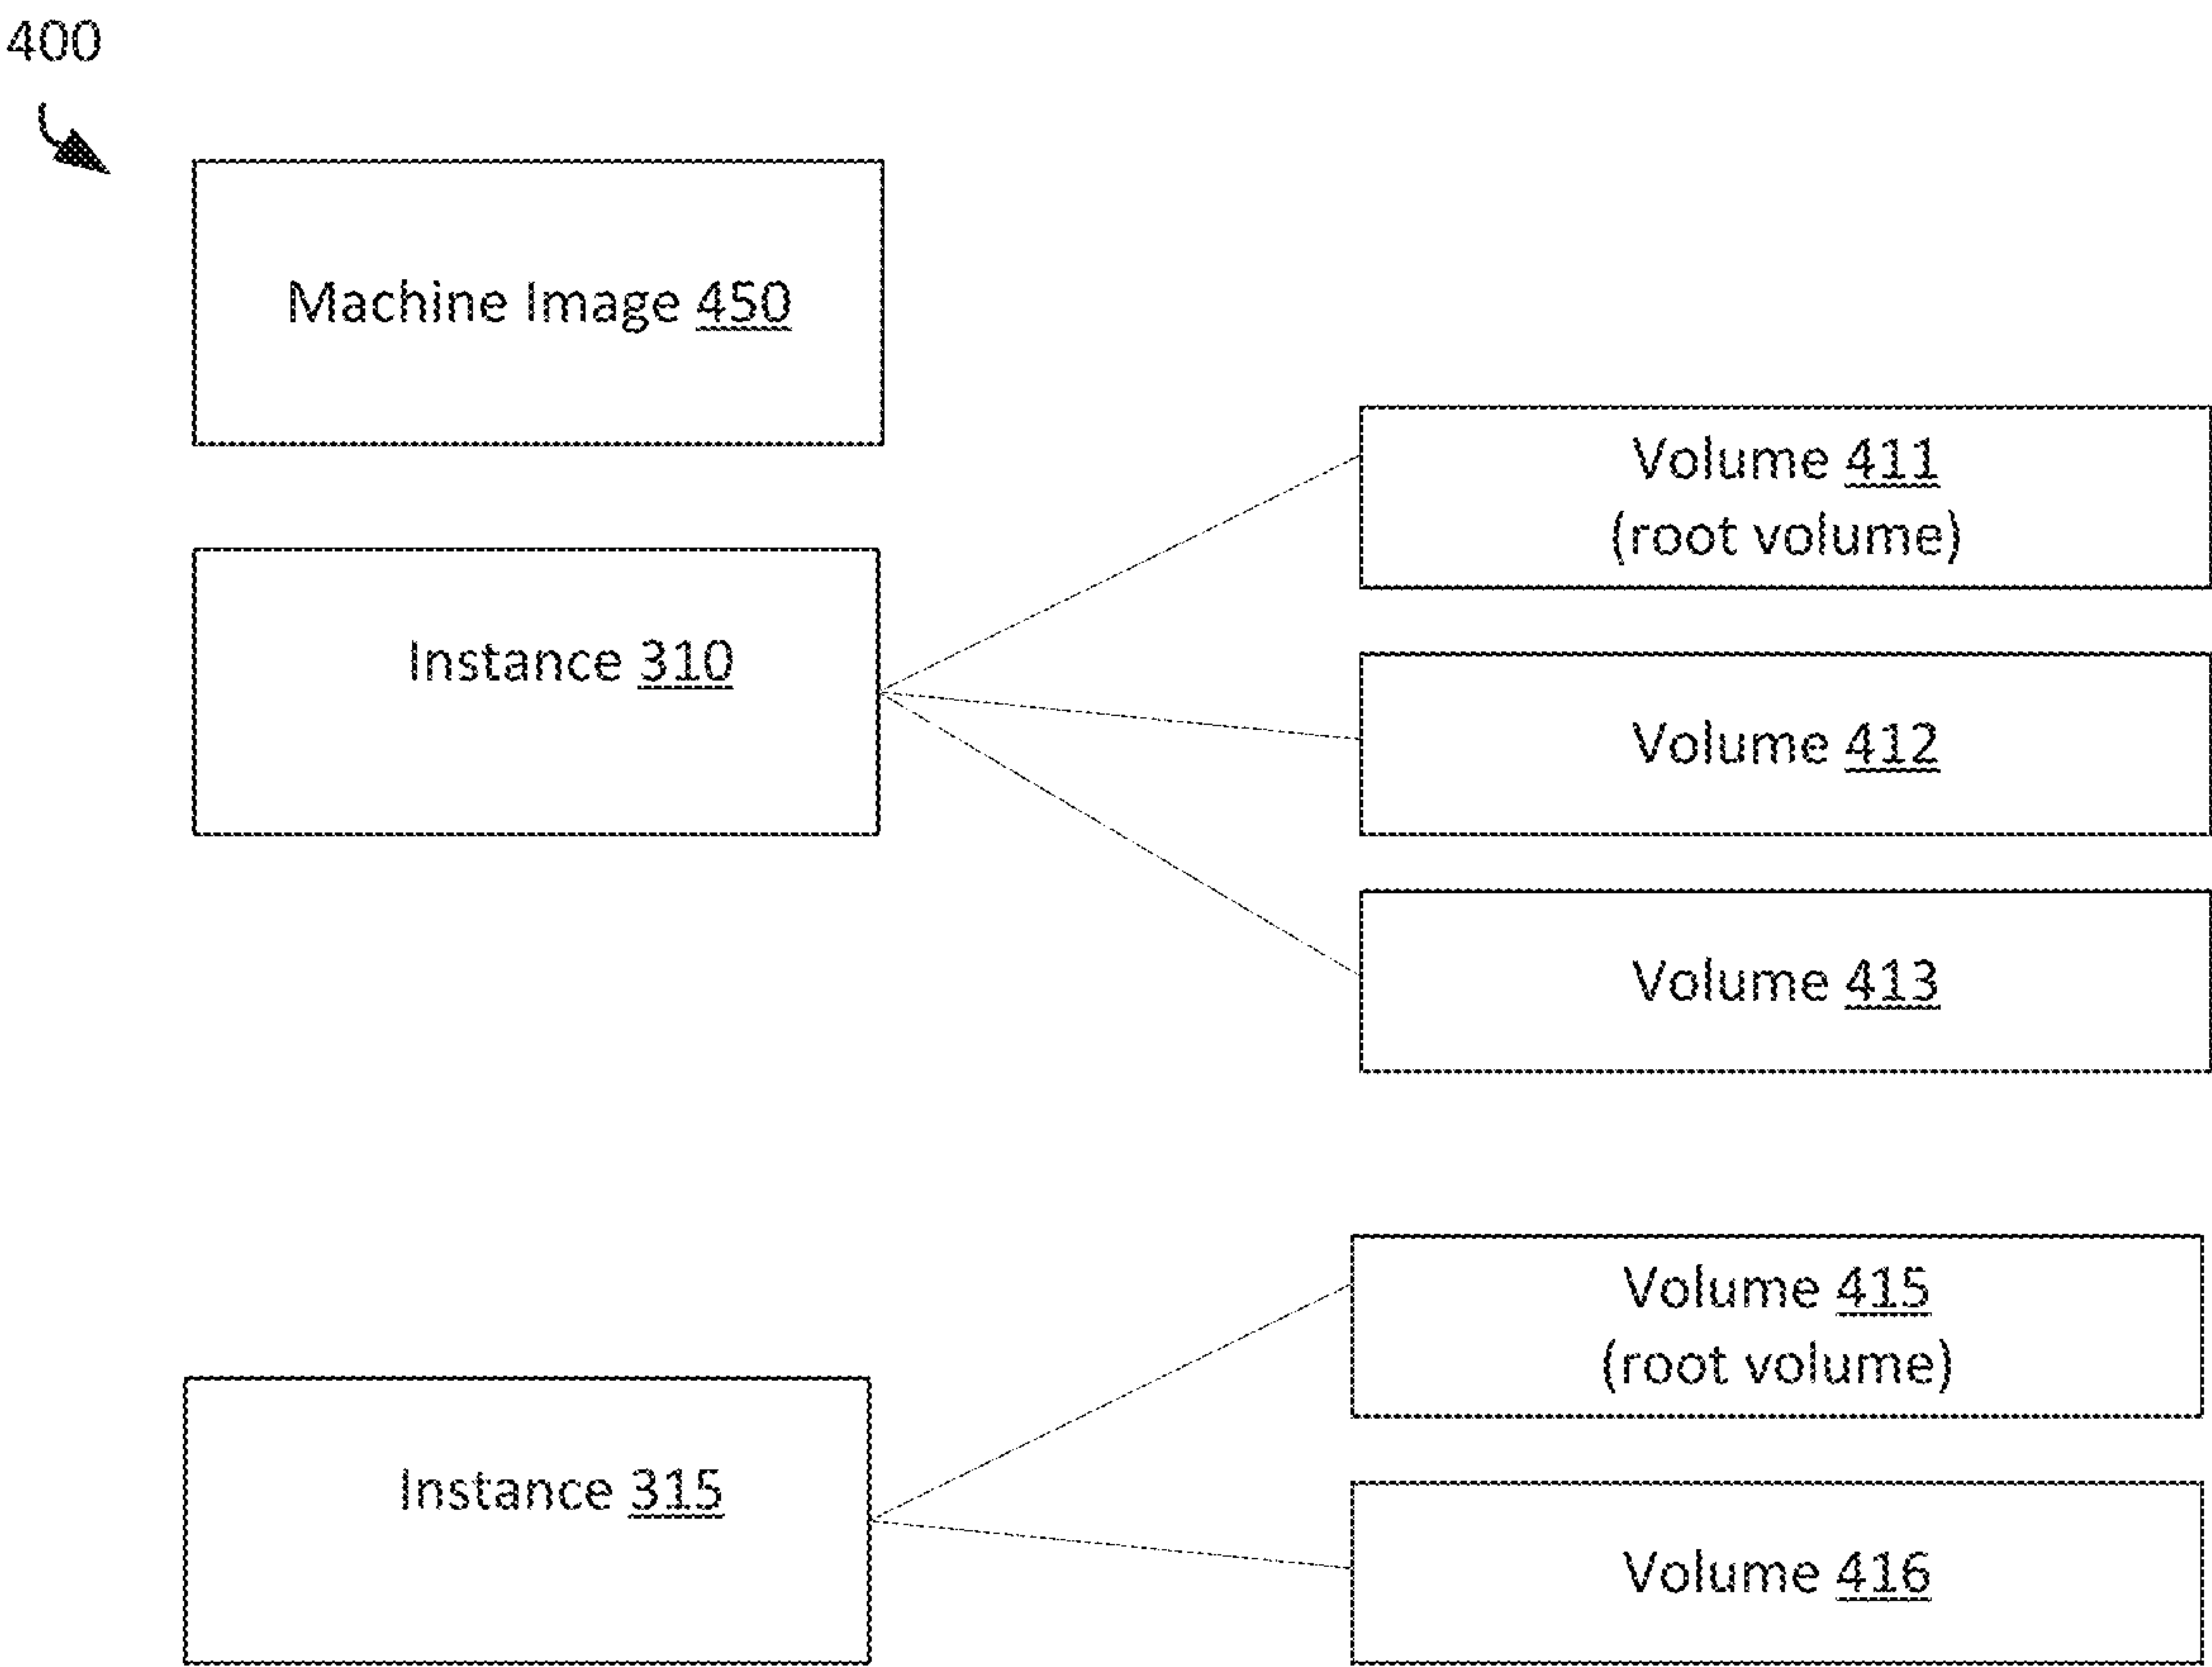 400
Machine Image 450
Volume 411
(root volume)
Instance 310
Volume 412
Volume 413
Volume 415
(root volume)
Instance 315
Volume 416